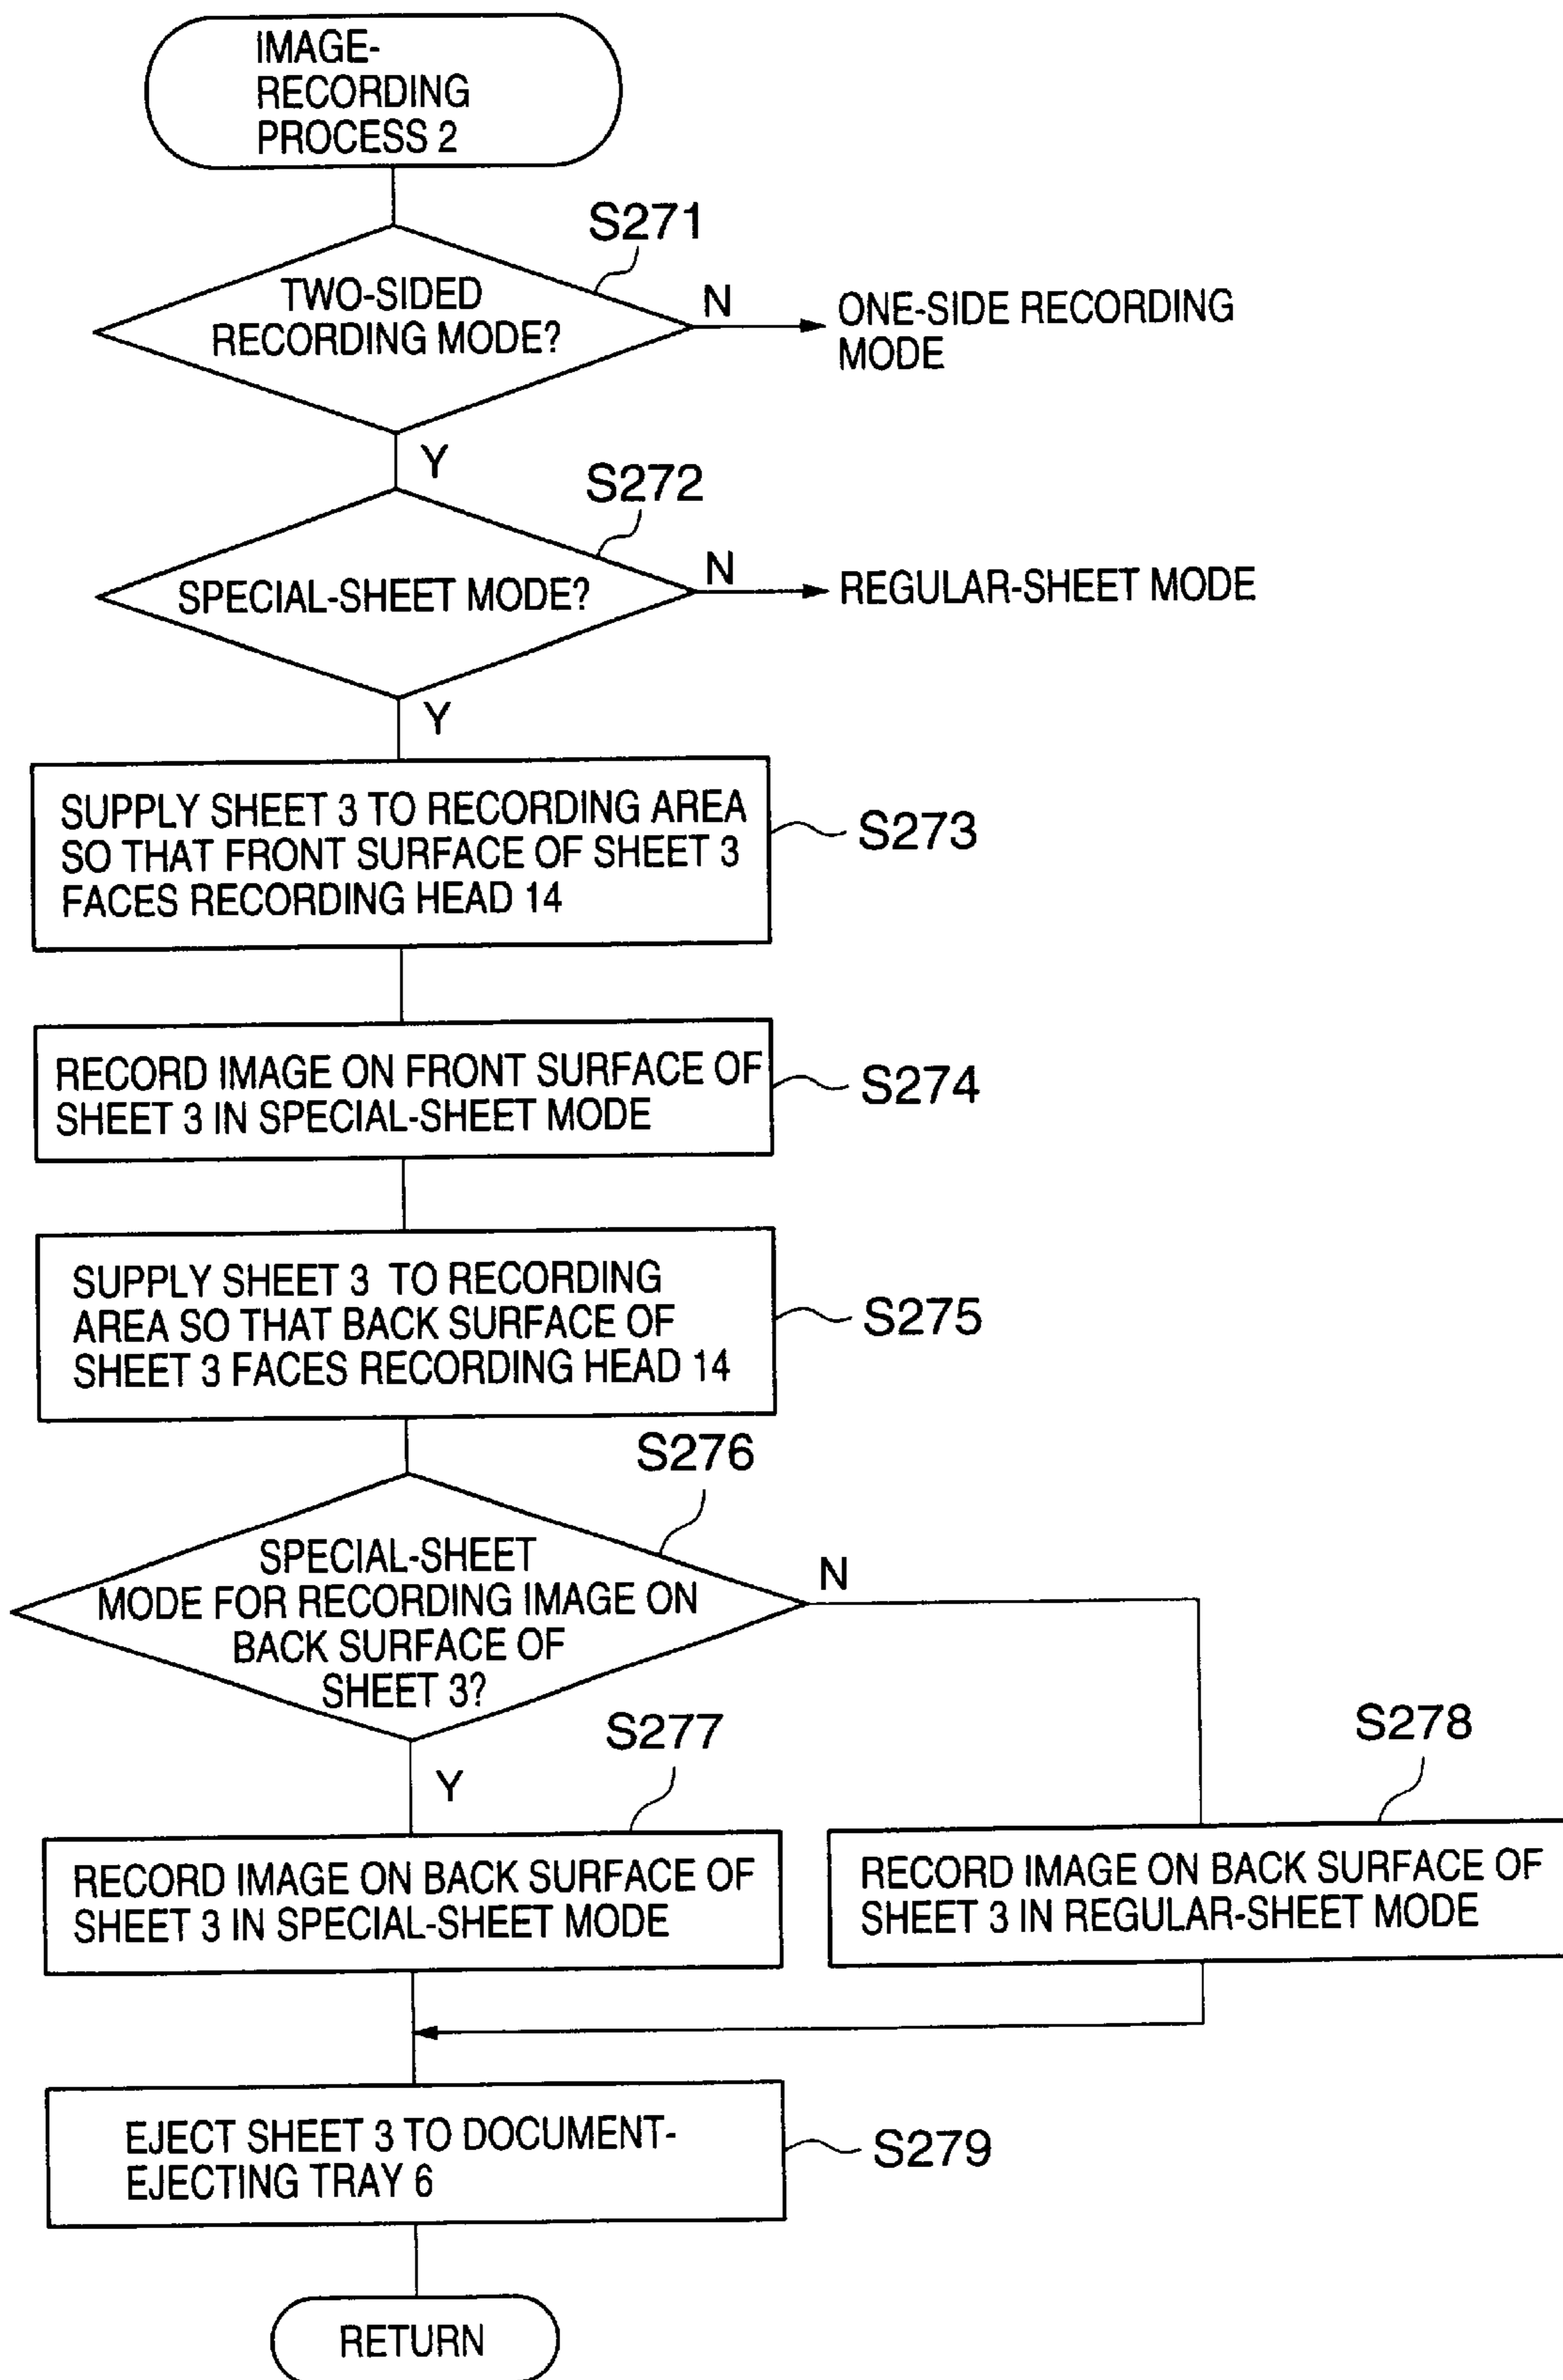 IMAGE-
RECORDING
PROCESS 2
S271
TWO-SIDED
RECORDING MODE?
N
ONE-SIDE RECORDING
MODE
Y
S272
SPECIAL-SHEET MODE?
N
REGULAR-SHEET MODE
Y
SUPPLY SHEET 3 TO RECORDING AREA
SO THAT FRONT SURFACE OF SHEET 3
FACES RECORDING HEAD 14
S273
RECORD IMAGE ON FRONT SURFACE OF
SHEET 3 IN SPECIAL-SHEET MODE
S274
SUPPLY SHEET 3 TO RECORDING
AREA SO THAT BACK SURFACE OF
SHEET 3 FACES RECORDING HEAD 14
S275
S276
SPECIAL-SHEET
MODE FOR RECORDING IMAGE ON
BACK SURFACE OF
SHEET 3?
N
Y
S277
RECORD IMAGE ON BACK SURFACE OF
SHEET 3 IN SPECIAL-SHEET MODE
S278
RECORD IMAGE ON BACK SURFACE OF
SHEET 3 IN REGULAR-SHEET MODE
EJECT SHEET 3 TO DOCUMENT-
EJECTING TRAY 6
S279
RETURN